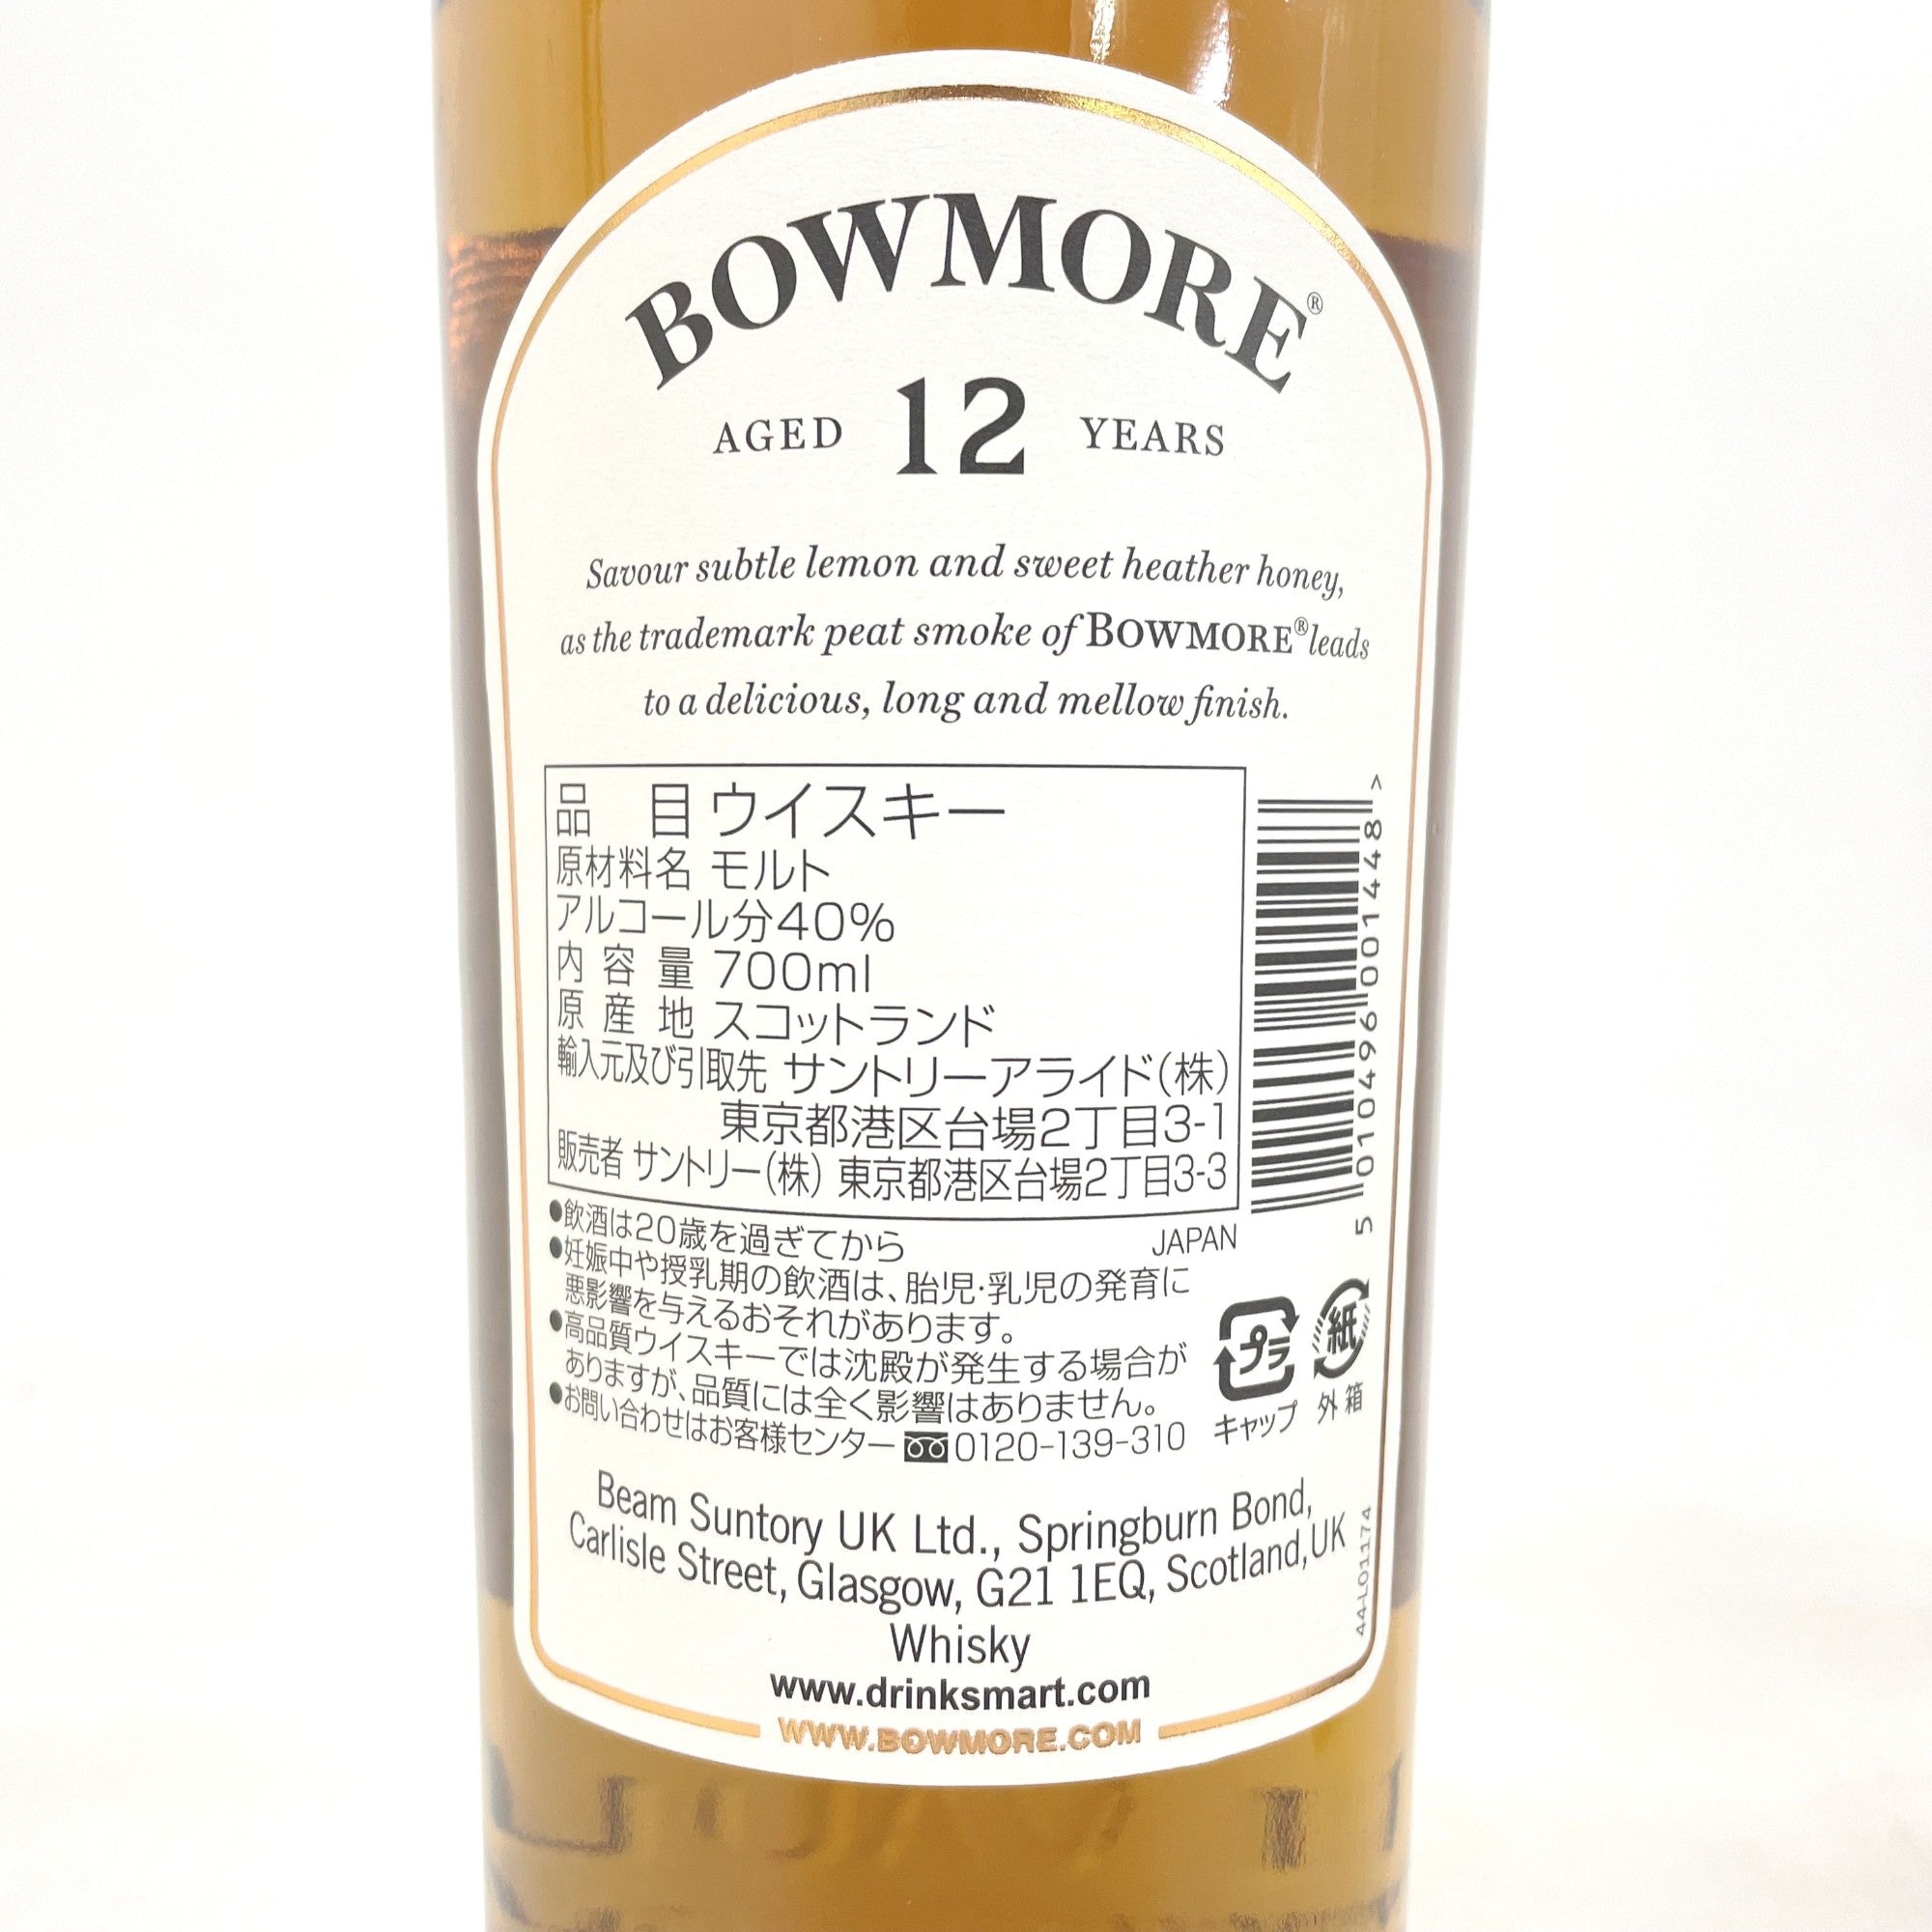 BOWMORE®
AGED 12 YEARS
Savour subtle lemon and sweet heather honey,
as the trademark peat smoke of BOWMORE® leads
to a delicious, long and mellow finish.
品 目 ウイスキー
原材料名 モルト
アルコール分40%
内容量 700ml
原産地 スコットランド
輸入元及び引取先 サントリーアライド(株)
東京都港区台場2丁目3-1
販売者 サントリー(株) 東京都港区台場2丁目3-3
5 010496 001448 >
●飲酒は20歳を過ぎてから
JAPAN
●妊娠中や授乳期の飲酒は、胎児・乳児の発育に
悪影響を与えるおそれがあります。
●高品質ウイスキーでは沈殿が発生する場合が
ありますが、品質には全く影響はありません。
●お問い合わせはお客様センター 0120-139-310
プラ
キャップ
紙
外箱
Beam Suntory UK Ltd., Springburn Bond,
Carlisle Street, Glasgow, G21 1EQ, Scotland, UK
Whisky
www.drinksmart.com
WWW.BOWMORE.COM
44-L01174